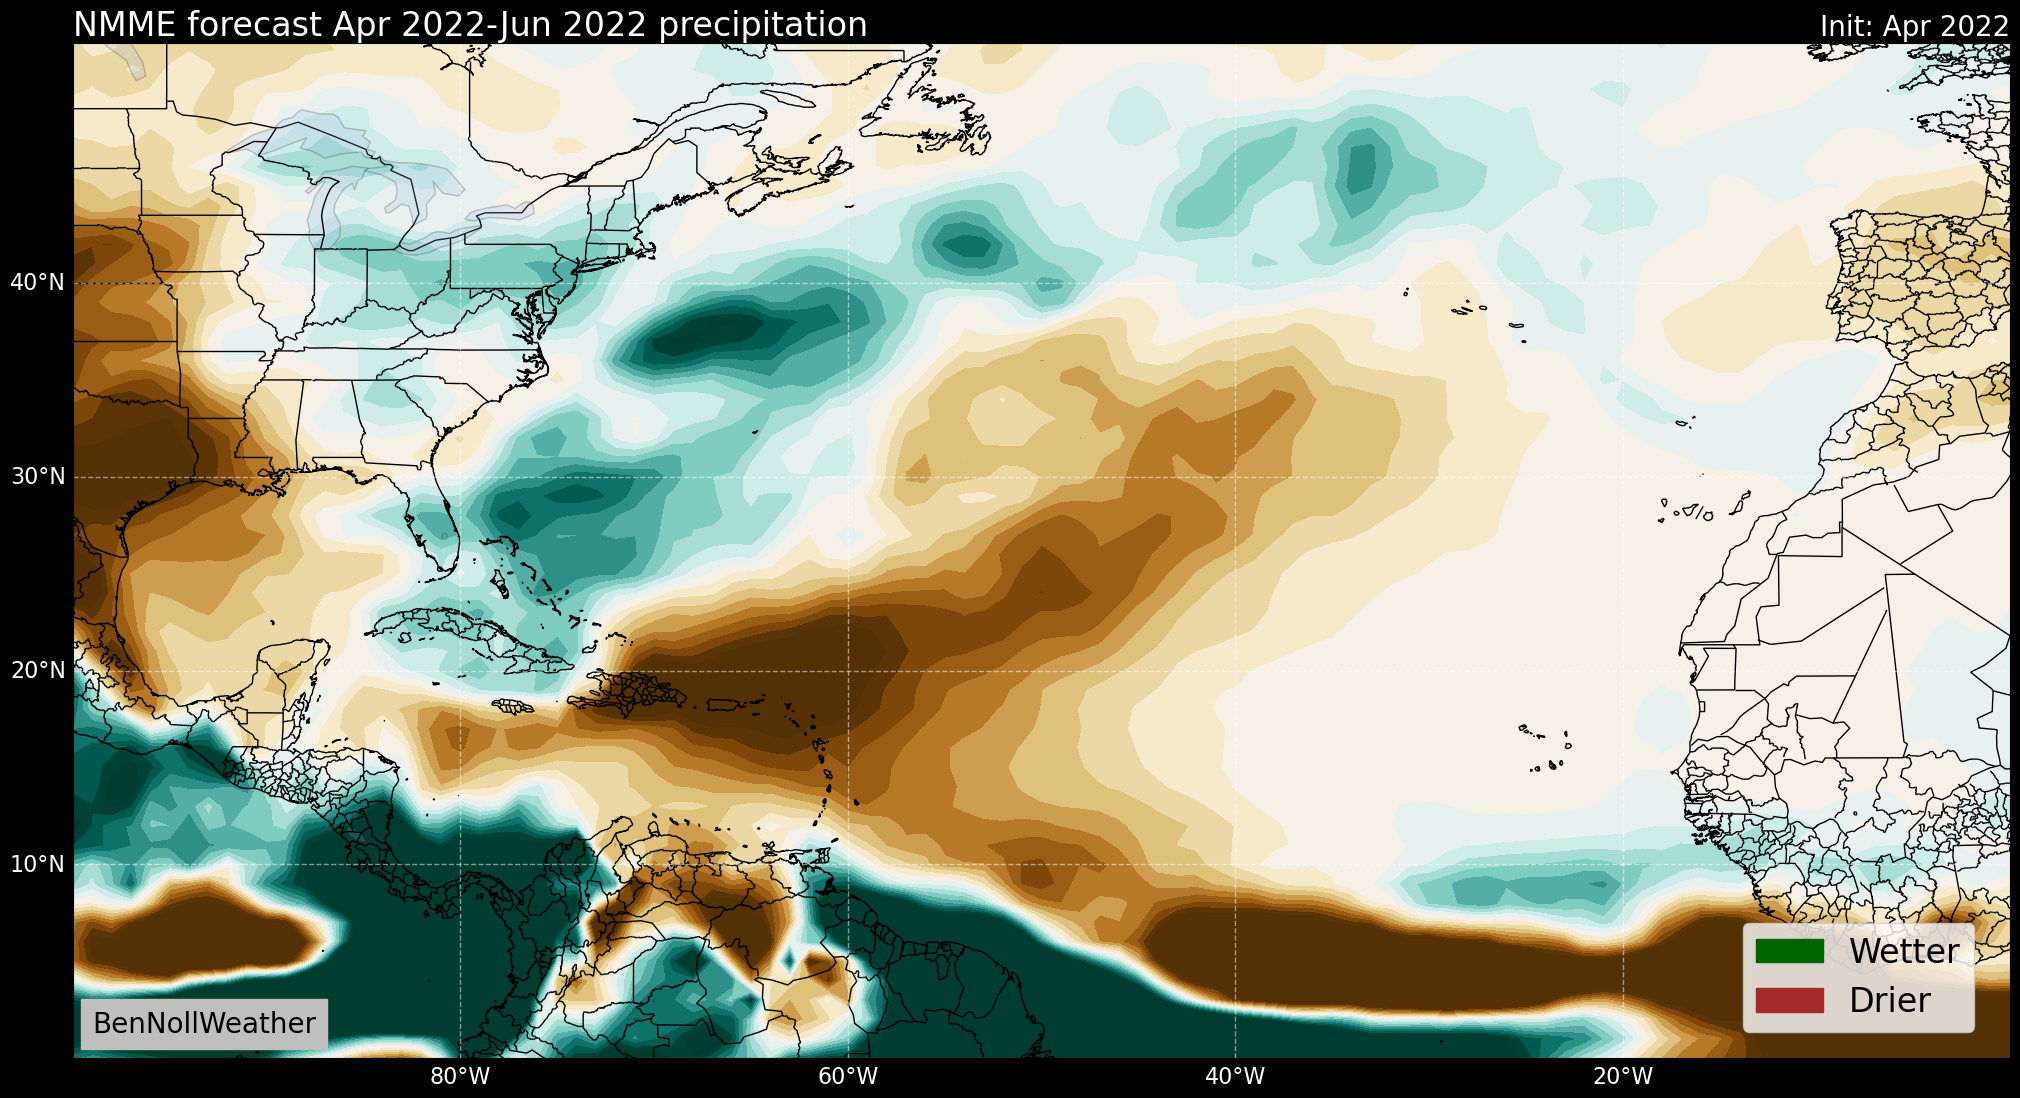 NMME forecast Apr 2022-Jun 2022 precipitation
Init: Apr 2022
40°N
30°N
20°N
10°N
Wetter
Drier
BenNollWeather
80°W
60°W
40°W
20°W